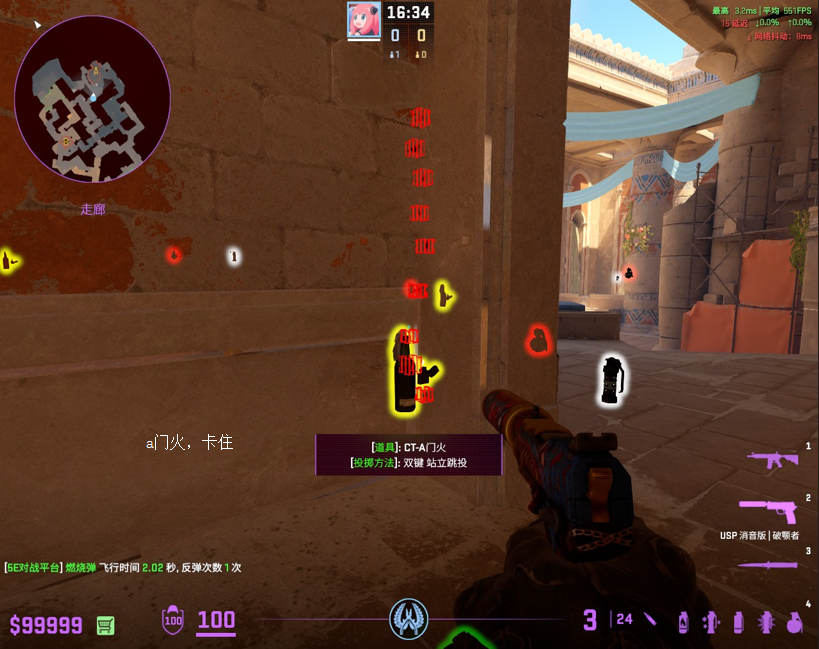 16:34
0 0
1 0
最高 3.2ms | 平均 551FPS
15 延迟 ↓0.0% ↑0.0%
网络抖动: 6ms
A
B
走廊
a门火，卡住
[道具]: CT-A门火
[投掷方法]: 双键 站立跳投
1
2
USP 消音版 | 破颚者
3
4
[5E对战平台] 燃烧弹 飞行时间 2.02 秒, 反弹次数 1 次
$99999
100
100
3 | 24